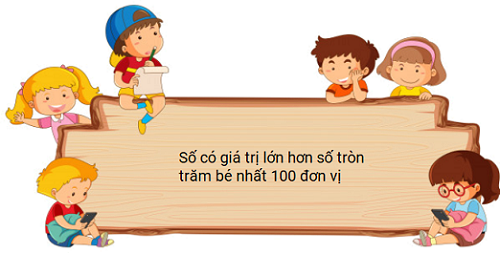 Số có giá trị lớn hơn số tròn
trăm bé nhất 100 đơn vị